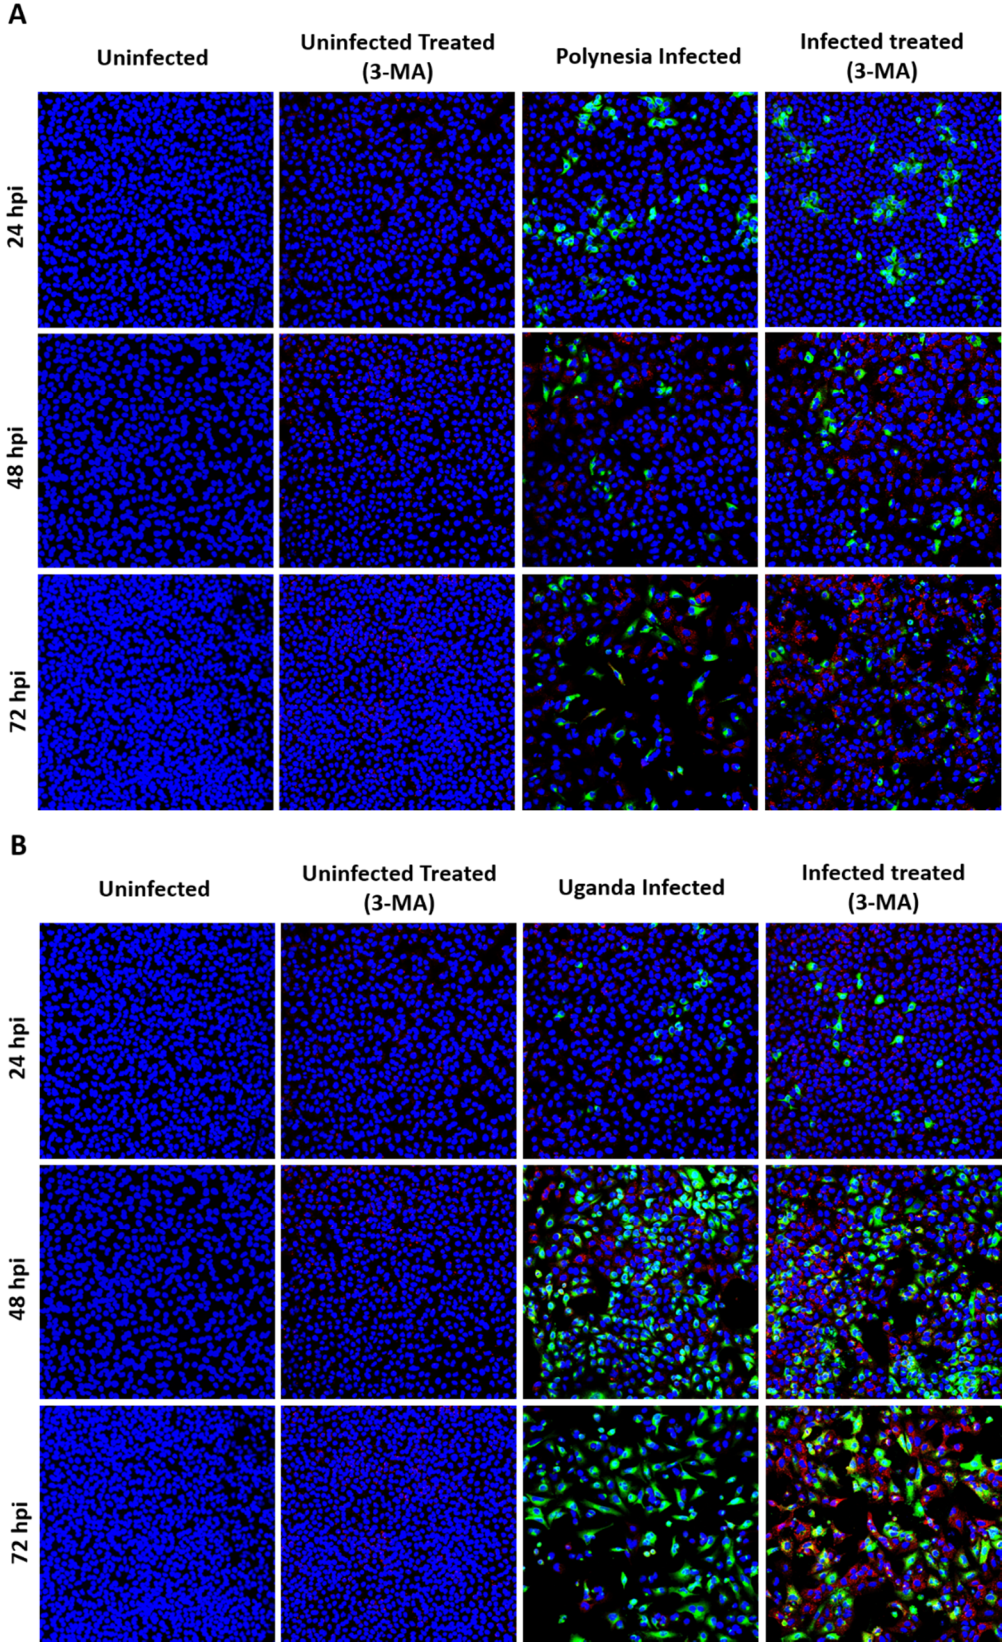 A
Uninfected
Uninfected Treated
(3-MA)
Polynesia Infected
Infected treated
(3-MA)
24 hpi
48 hpi
72 hpi
B
Uninfected
Uninfected Treated
(3-MA)
Uganda Infected
Infected treated
(3-MA)
24 hpi
48 hpi
72 hpi